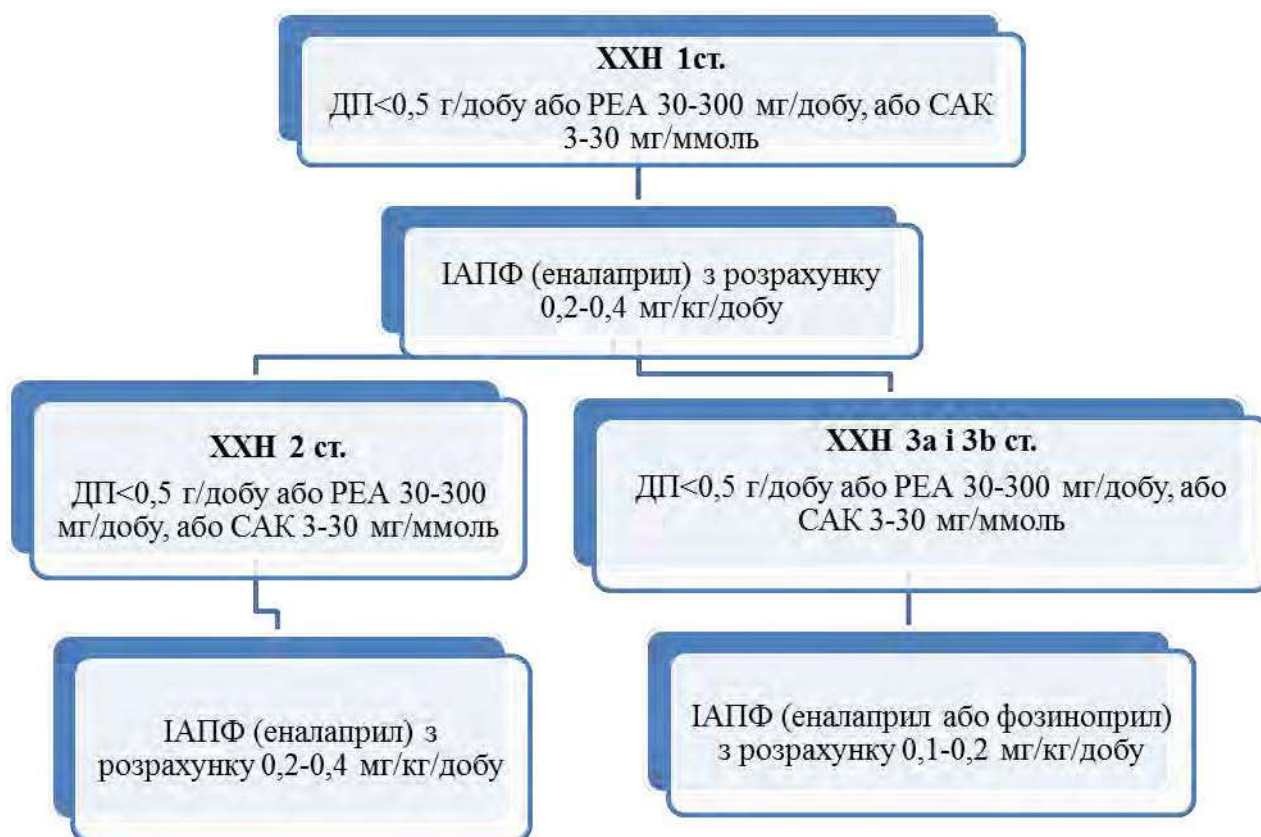 ХХН 1ст.
ДП<0,5 г/добу або РЕА 30-300 мг/добу, або САК
3-30 мг/ммоль
ІАПФ (еналаприл) з розрахунку
0,2-0,4 мг/кг/добу
ХХН 2 ст.
ДП<0,5 г/добу або РЕА 30-300
мг/добу, або САК 3-30 мг/ммоль
ХХН 3a і 3b ст.
ДП<0,5 г/добу або РЕА 30-300 мг/добу, або
САК 3-30 мг/ммоль
ІАПФ (еналаприл) з
розрахунку 0,2-0,4 мг/кг/добу
ІАПФ (еналаприл або фозиноприл)
з розрахунку 0,1-0,2 мг/кг/добу